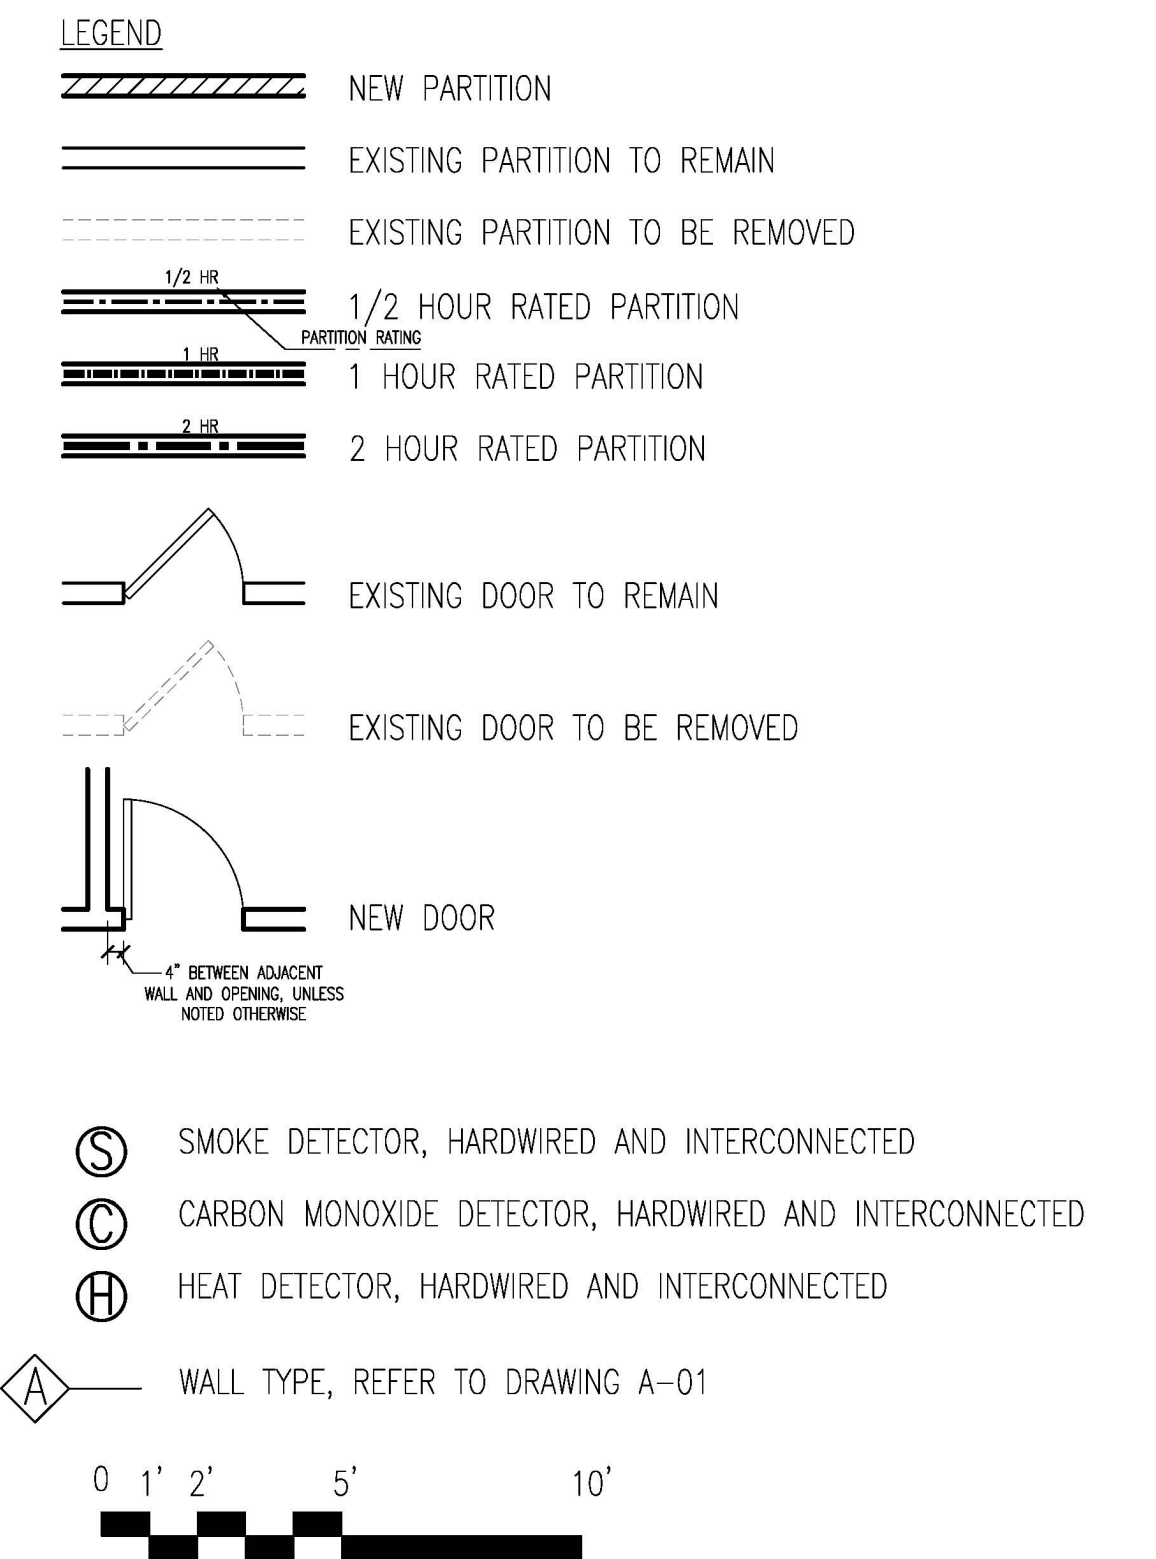 LEGEND
NEW PARTITION
EXISTING PARTITION TO REMAIN
EXISTING PARTITION TO BE REMOVED
1/2 HR
1/2 HOUR RATED PARTITION
PARTITION RATING
1 HR
1 HOUR RATED PARTITION
2 HR
2 HOUR RATED PARTITION
EXISTING DOOR TO REMAIN
EXISTING DOOR TO BE REMOVED
NEW DOOR
4" BETWEEN ADJACENT
WALL AND OPENING, UNLESS
NOTED OTHERWISE
S SMOKE DETECTOR, HARDWIRED AND INTERCONNECTED
C CARBON MONOXIDE DETECTOR, HARDWIRED AND INTERCONNECTED
H HEAT DETECTOR, HARDWIRED AND INTERCONNECTED
A WALL TYPE, REFER TO DRAWING A-01
0 1' 2' 5' 10'